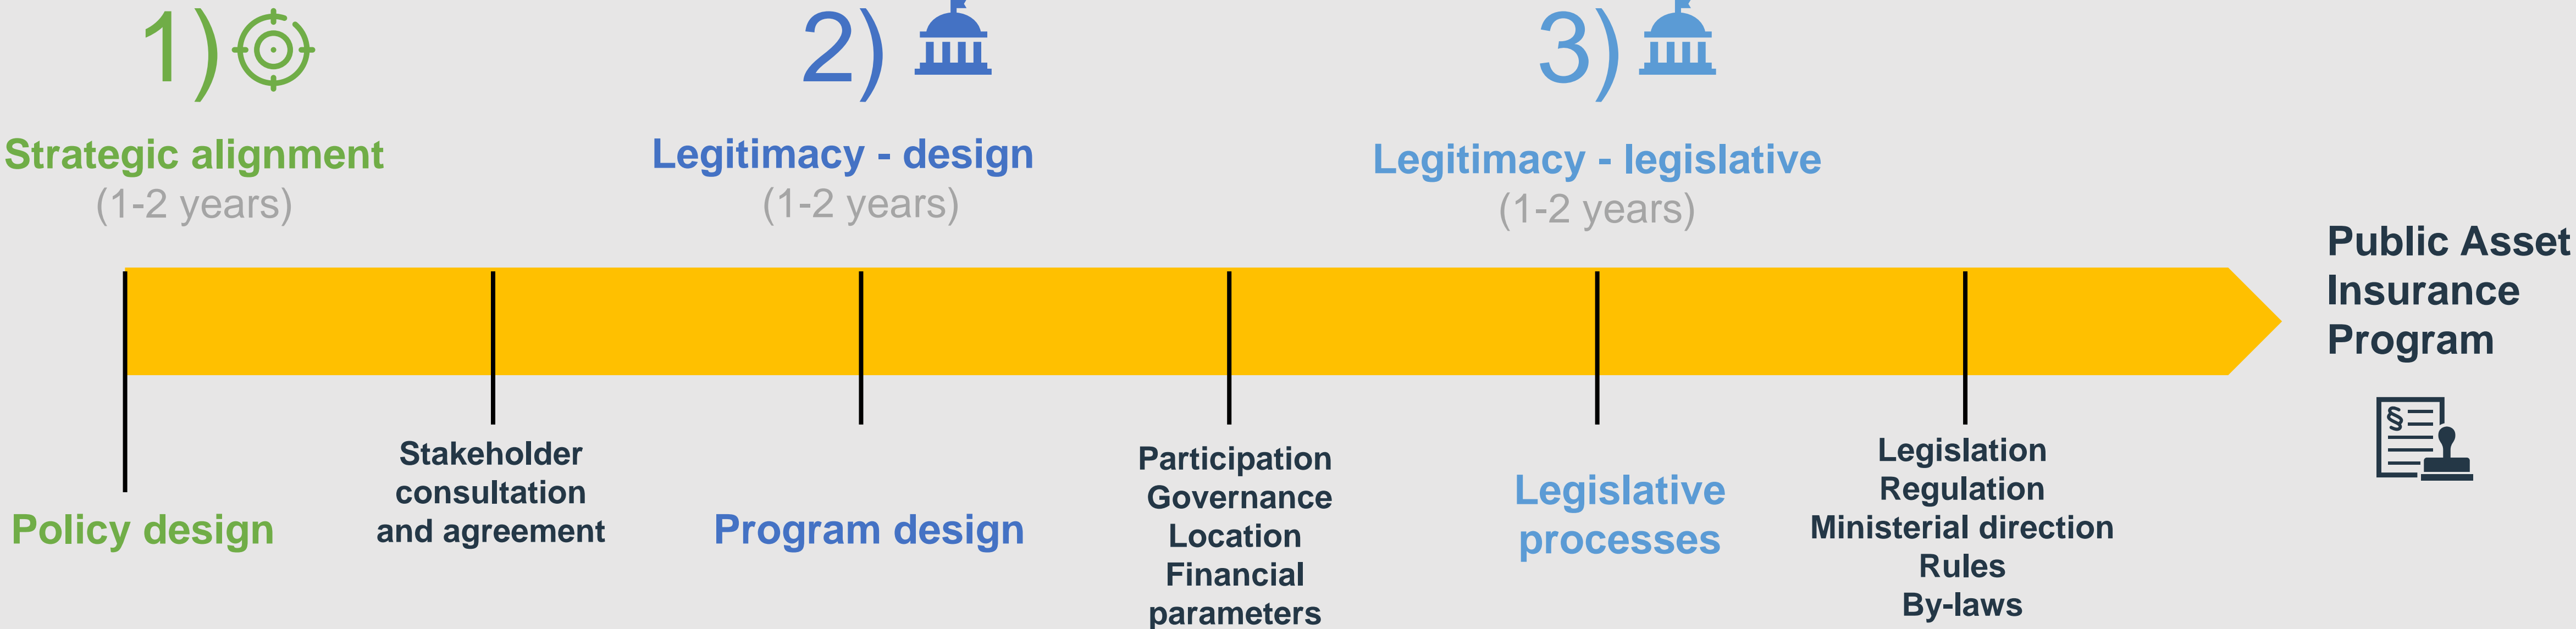 1)
Strategic alignment
(1-2 years)
2)
Legitimacy - design
(1-2 years)
3)
Legitimacy - legislative
(1-2 years)
Public Asset
Insurance
Program
§
Policy design
Stakeholder
consultation
and agreement
Program design
Participation
Governance
Location
Financial
parameters
Legislative
processes
Legislation
Regulation
Ministerial direction
Rules
By-laws